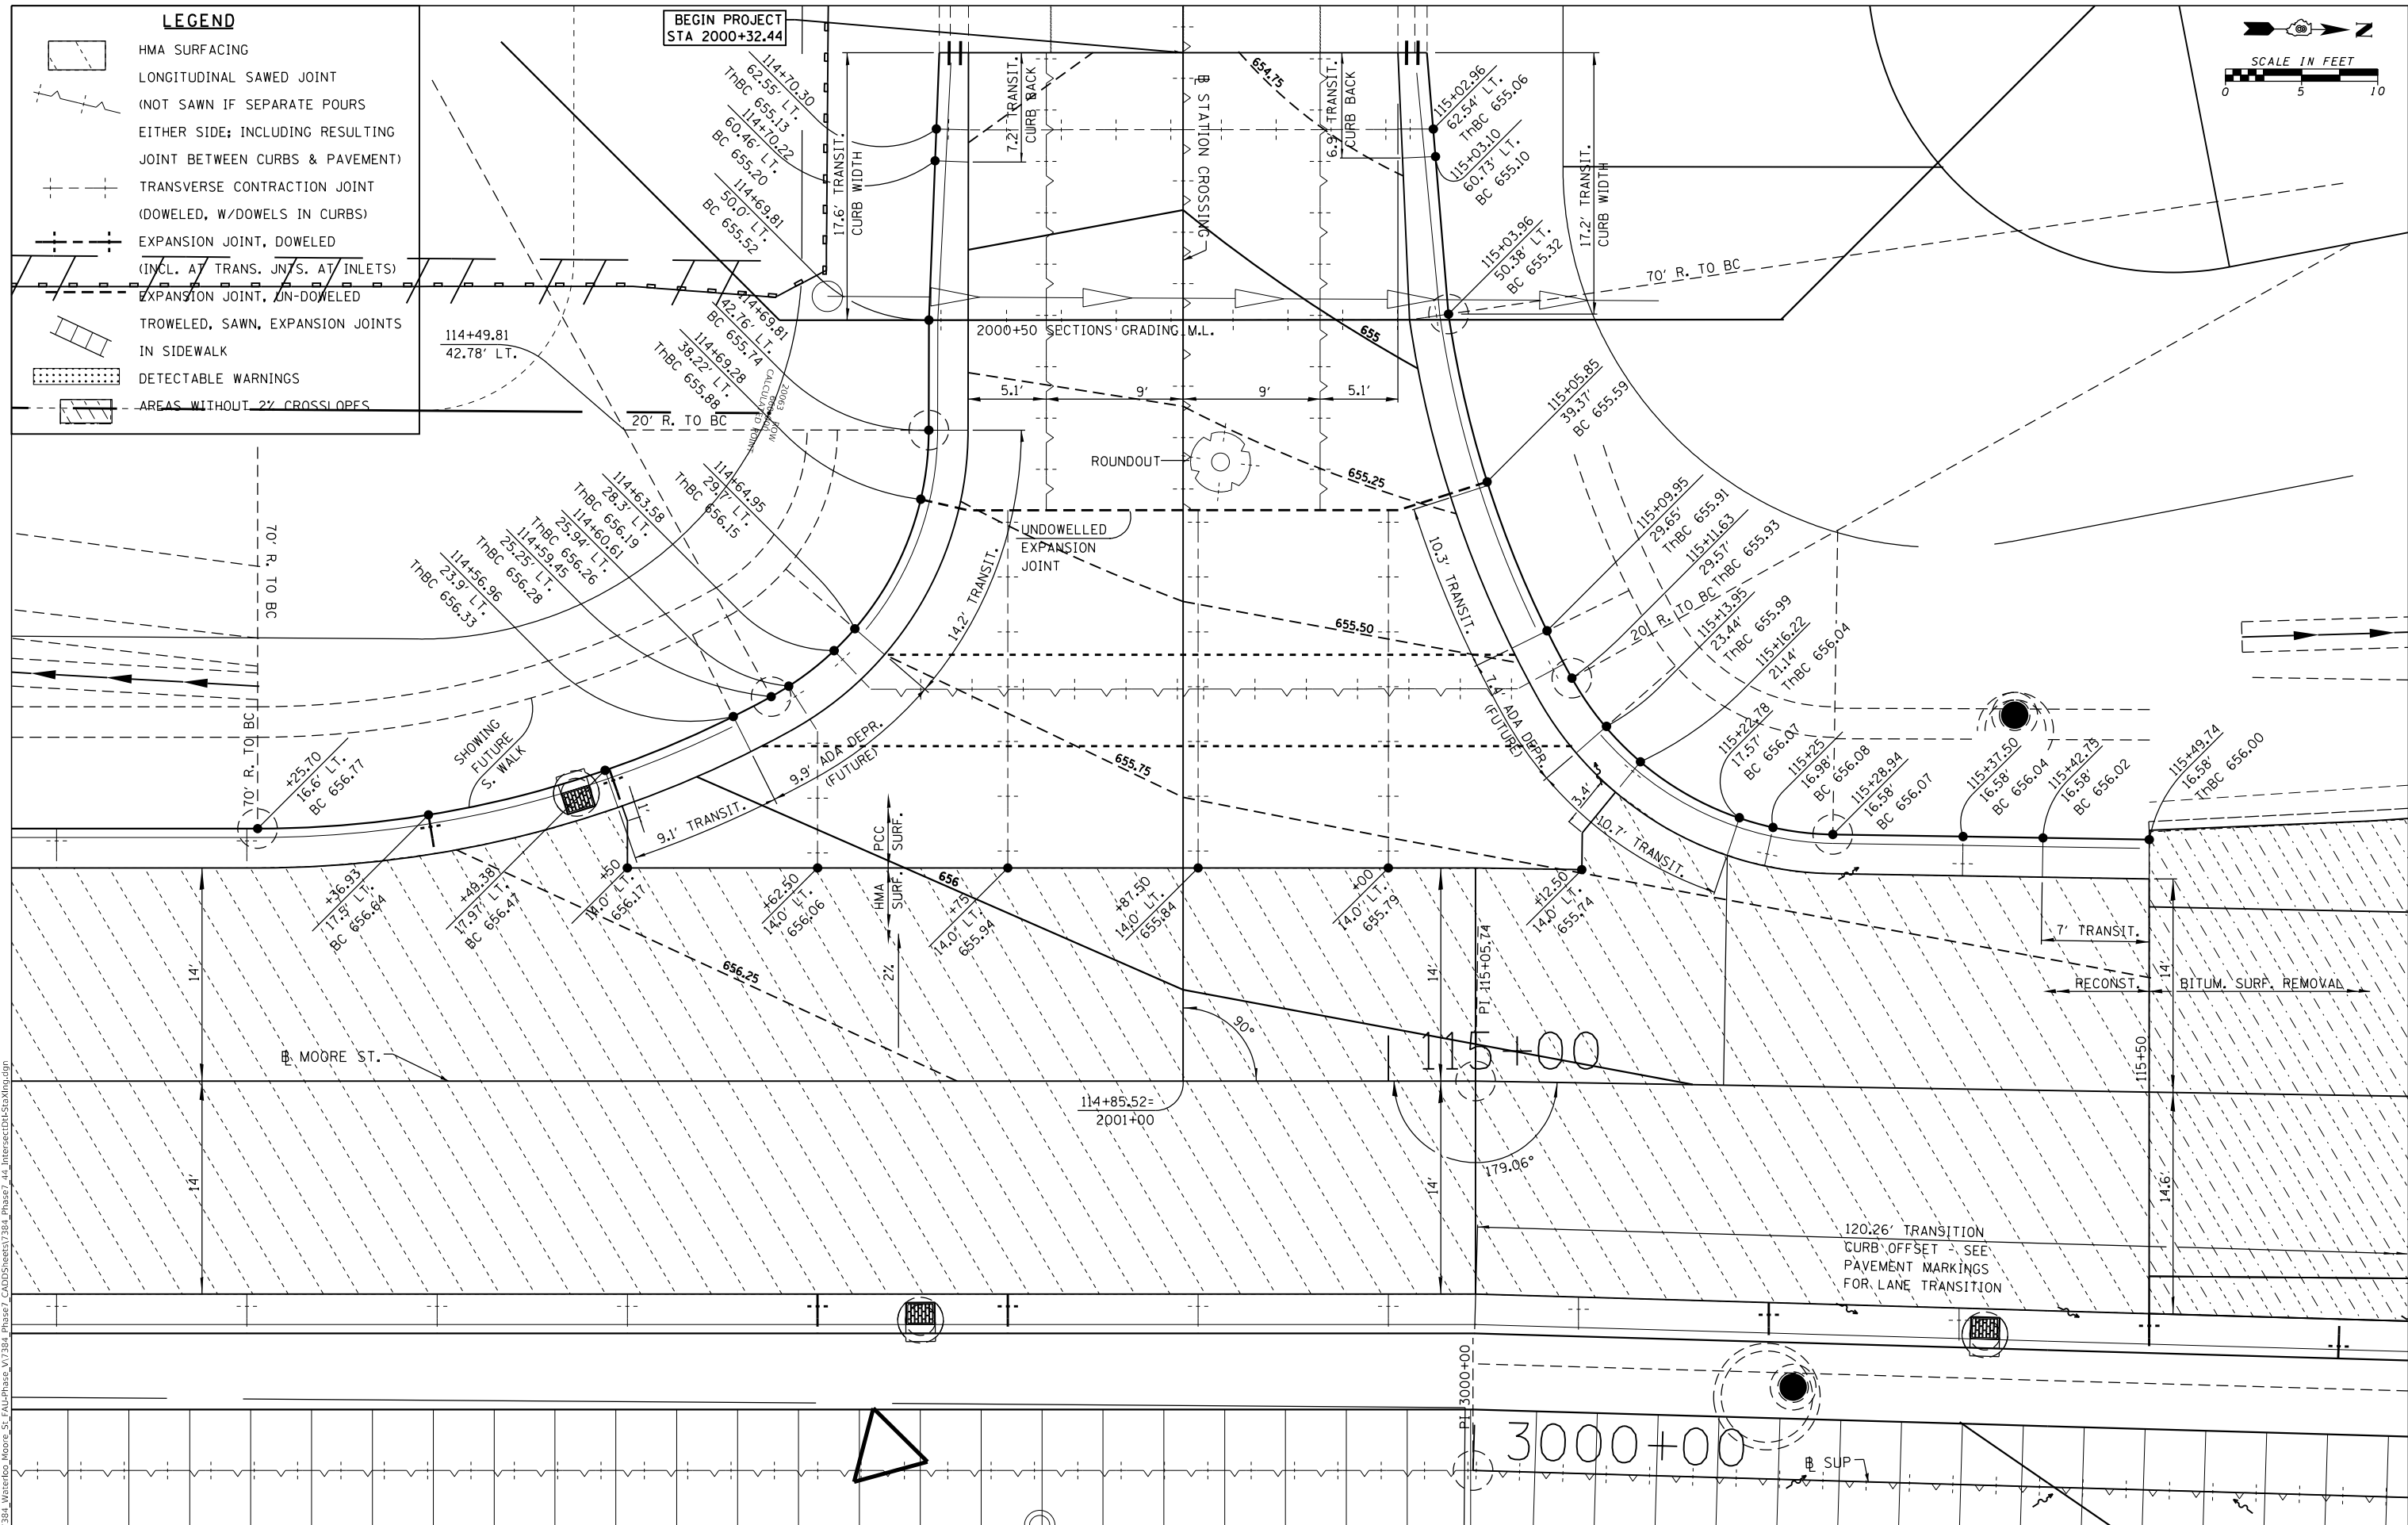 LEGEND
HMA SURFACING
LONGITUDINAL SAWED JOINT
(NOT SAWN IF SEPARATE POURS
EITHER SIDE; INCLUDING RESULTING
JOINT BETWEEN CURBS & PAVEMENT)
TRANSVERSE CONTRACTION JOINT
(DOWELED, W/DOWELS IN CURBS)
EXPANSION JOINT, DOWELED
(INCL. AT TRANS. JNTS. AT INLETS)
EXPANSION JOINT, UN-DOWELED
TROWELED, SAWN, EXPANSION JOINTS
IN SIDEWALK
DETECTABLE WARNINGS
AREAS WITHOUT 2% CROSSLOPES
BEGIN PROJECT
STA 2000+32.44
N
SCALE IN FEET
0 5 10
114+70.30
62.55' LT.
ThBC 655.13
114+70.22
60.46' LT.
BC 655.20
114+69.81
50.0' LT.
BC 655.52
114+69.81
42.76' LT.
BC 655.74
114+69.28
38.22' LT.
ThBC 655.88
17.6' TRANSIT.
CURB WIDTH
7.2' TRANSIT.
CURB BACK
B STATION CROSSING
654.75
6.9' TRANSIT.
CURB BACK
115+02.96
62.54' LT.
ThBC 655.06
115+03.10
60.73' LT.
BC 655.10
115+03.96
50.38' LT.
BC 655.32
17.2' TRANSIT.
CURB WIDTH
70' R. TO BC
114+49.81
42.78' LT.
20' R. TO BC
2000+50 SECTIONS GRADING M.L.
655
5.1'
9'
9'
5.1'
115+05.85
39.37'
BC 655.59
ROUNDOUT
655.25
114+64.95
29.7' LT.
ThBC 656.15
114+63.58
28.3' LT.
ThBC 656.19
114+60.61
25.94' LT.
ThBC 656.26
114+59.45
25.25' LT.
ThBC 656.28
114+56.96
23.9' LT.
ThBC 656.33
UNDOWELLED
EXPANSION
JOINT
14.2' TRANSIT.
10.3' TRANSIT.
115+09.95
29.65'
ThBC 655.91
115+11.63
29.57'
ThBC 655.93
20' R. TO BC
115+13.95
23.44'
ThBC 655.99
115+16.22
21.14'
ThBC 656.04
655.50
70' R. TO BC
70' R. TO BC
SHOWING
FUTURE
S. WALK
+25.70
16.6' LT.
BC 656.77
9.9' ADA DEPR.
(FUTURE)
9.1' TRANSIT.
655.75
7.4' ADA DEPR.
(FUTURE)
3.4'
10.7' TRANSIT.
115+22.78
17.57'
BC 656.07
115+25
16.98'
BC 656.08
115+28.94
16.58'
BC 656.07
115+37.50
16.58'
BC 656.04
115+42.75
16.58'
BC 656.02
115+49.74
16.58'
ThBC 656.00
PCC SURF.
HMA SURF.
+36.93
17.5' LT.
BC 656.64
+49.38
17.97' LT.
BC 656.47
+50
14.0' LT.
656.17
+62.50
14.0' LT.
656.06
+75
14.0' LT.
655.94
656
+87.50
14.0' LT.
655.84
+00
14.0' LT.
655.79
+12.50
14.0' LT.
655.74
7' TRANSIT.
RECONST.
BITUM. SURF. REMOVAL
14'
656.25
2%
14'
PI 115+05.74
14'
B MOORE ST.
90°
115+00
115+50
114+85.52=
2001+00
179.06°
14'
14'
14.6'
120.26' TRANSITION
CURB OFFSET - SEE
PAVEMENT MARKINGS
FOR LANE TRANSITION
PI 3000+00
3000+00
B SUP